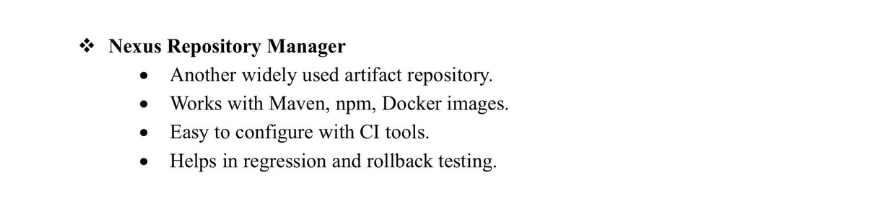 ❖ Nexus Repository Manager
• Another widely used artifact repository.
• Works with Maven, npm, Docker images.
• Easy to configure with CI tools.
• Helps in regression and rollback testing.